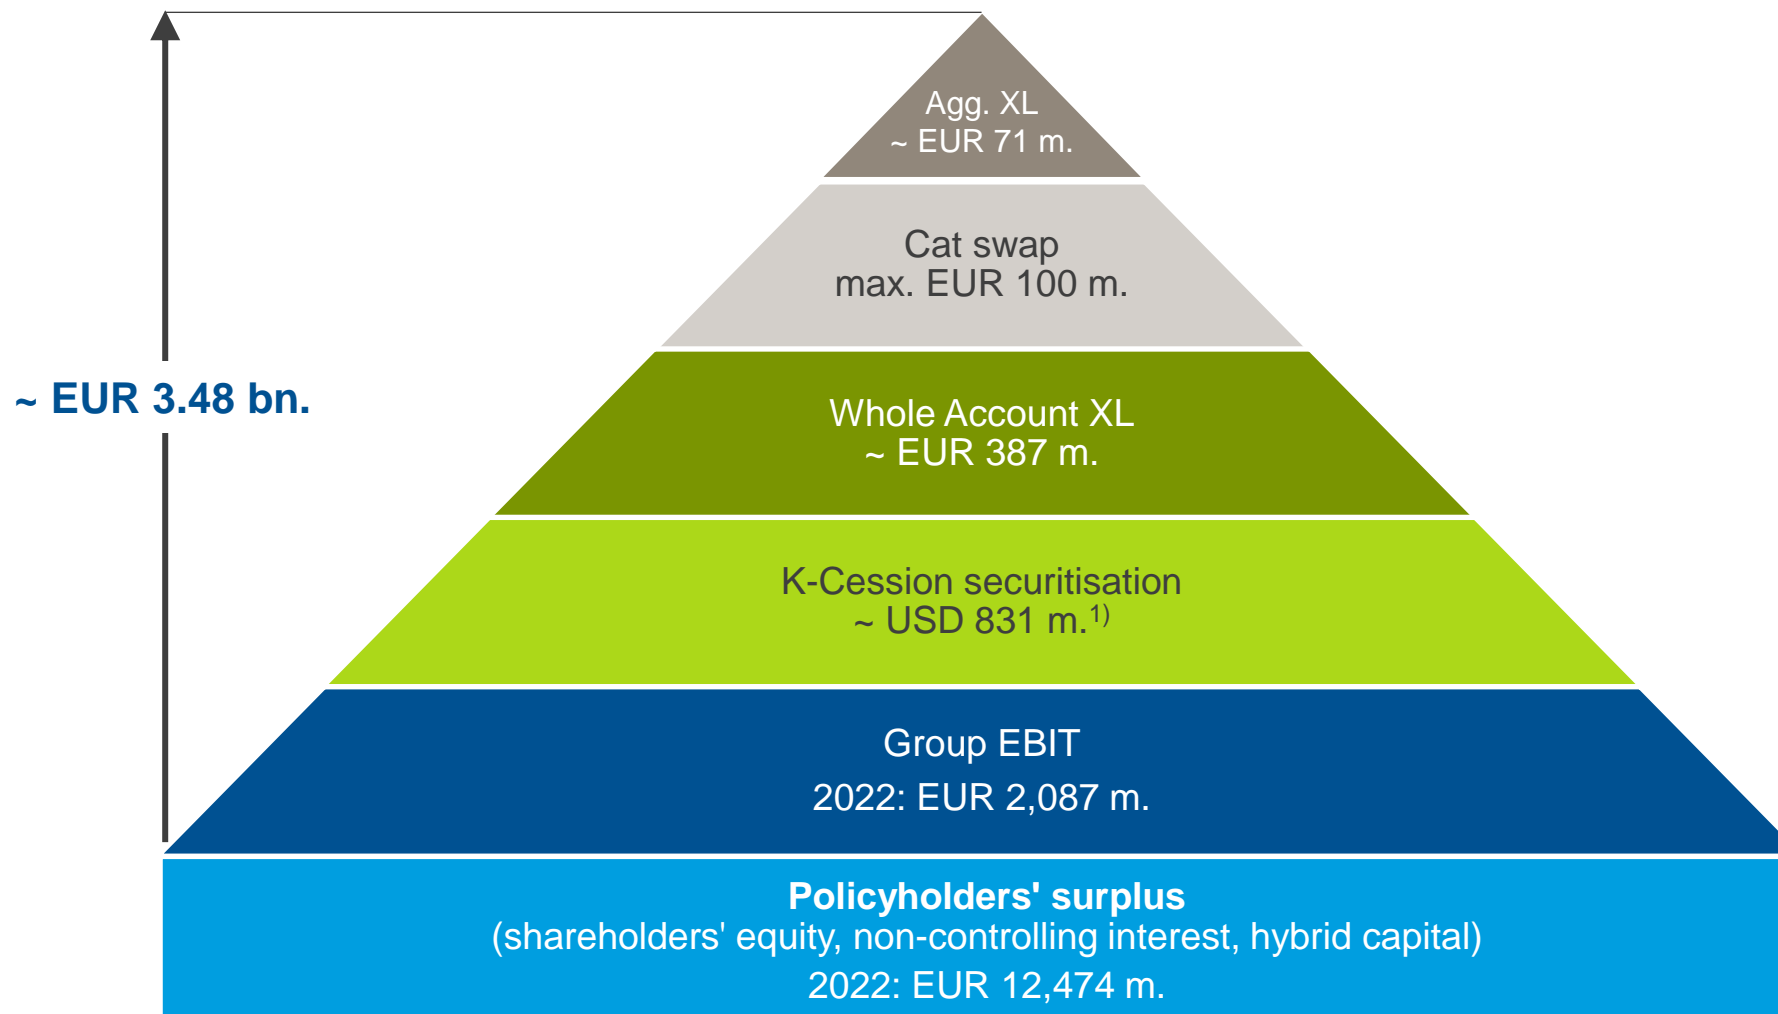 Agg. XL
~ EUR 71 m.
Cat swap
max. EUR 100 m.
~ EUR 3.48 bn.
Whole Account XL
~ EUR 387 m.
K-Cession securitisation
~ USD 831 m.1)
Group EBIT
2022: EUR 2,087 m.
Policyholders' surplus
(shareholders' equity, non-controlling interest, hybrid capital)
2022: EUR 12,474 m.